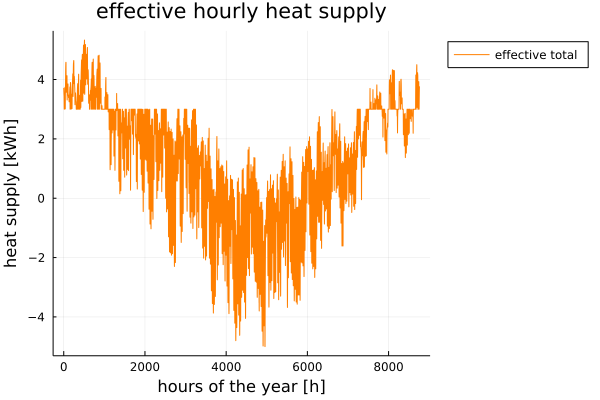 effective hourly heat supply
effective total
heat supply [kWh]
4
2
0
−2
−4
0 2000 4000 6000 8000
hours of the year [h]